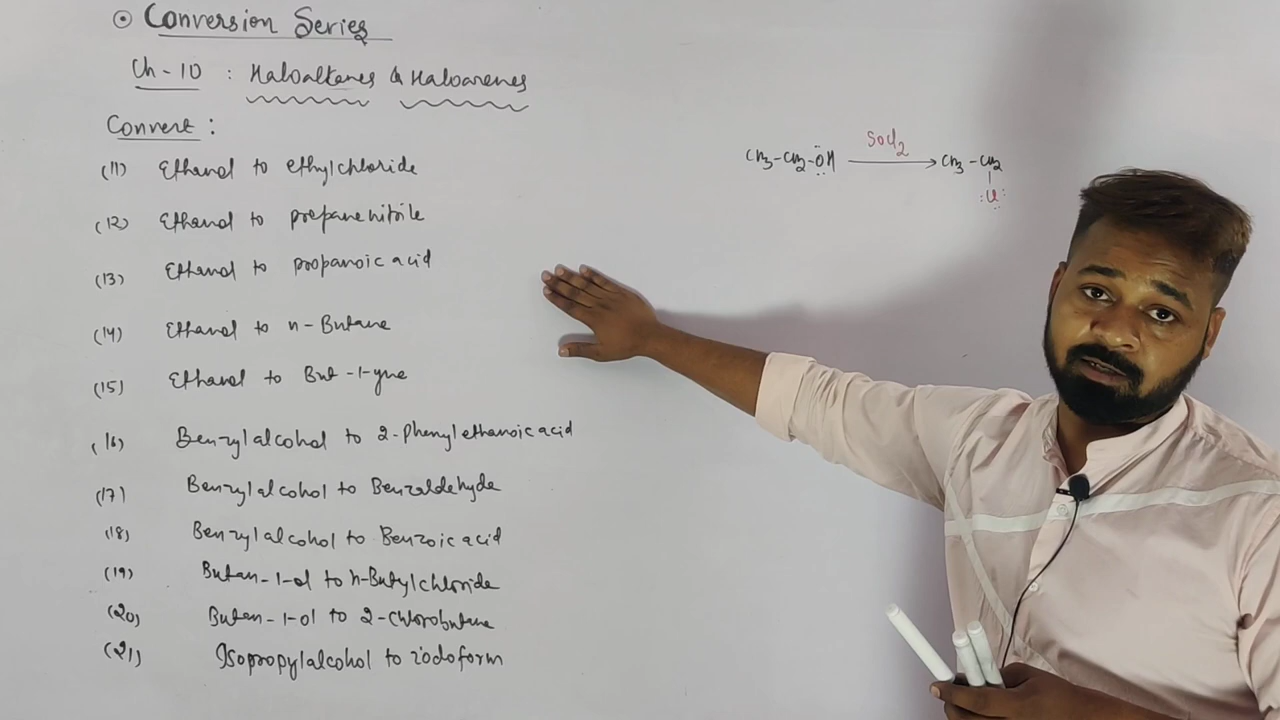 ⊙ Conversion Series
Ch-10 : Haloalkanes & Haloarenes
Convert :
(11) Ethanol to ethylchloride
(12) Ethanol to propanenitrile
(13) Ethanol to propanoic acid
(14) Ethanol to n-Butane
(15) Ethanol to But-1-yne
(16) Benzylalcohol to 2-Phenylethanoic acid
(17) Benzylalcohol to Benzaldehyde
(18) Benzylalcohol to Benzoic acid
(19) Butan-1-ol to n-Butylchloride
(20) Butan-1-ol to 2-Chlorobutane
(21) Isopropylalcohol to iodoform
SOCl2
CH3-CH2-OH → CH3-CH2
Cl